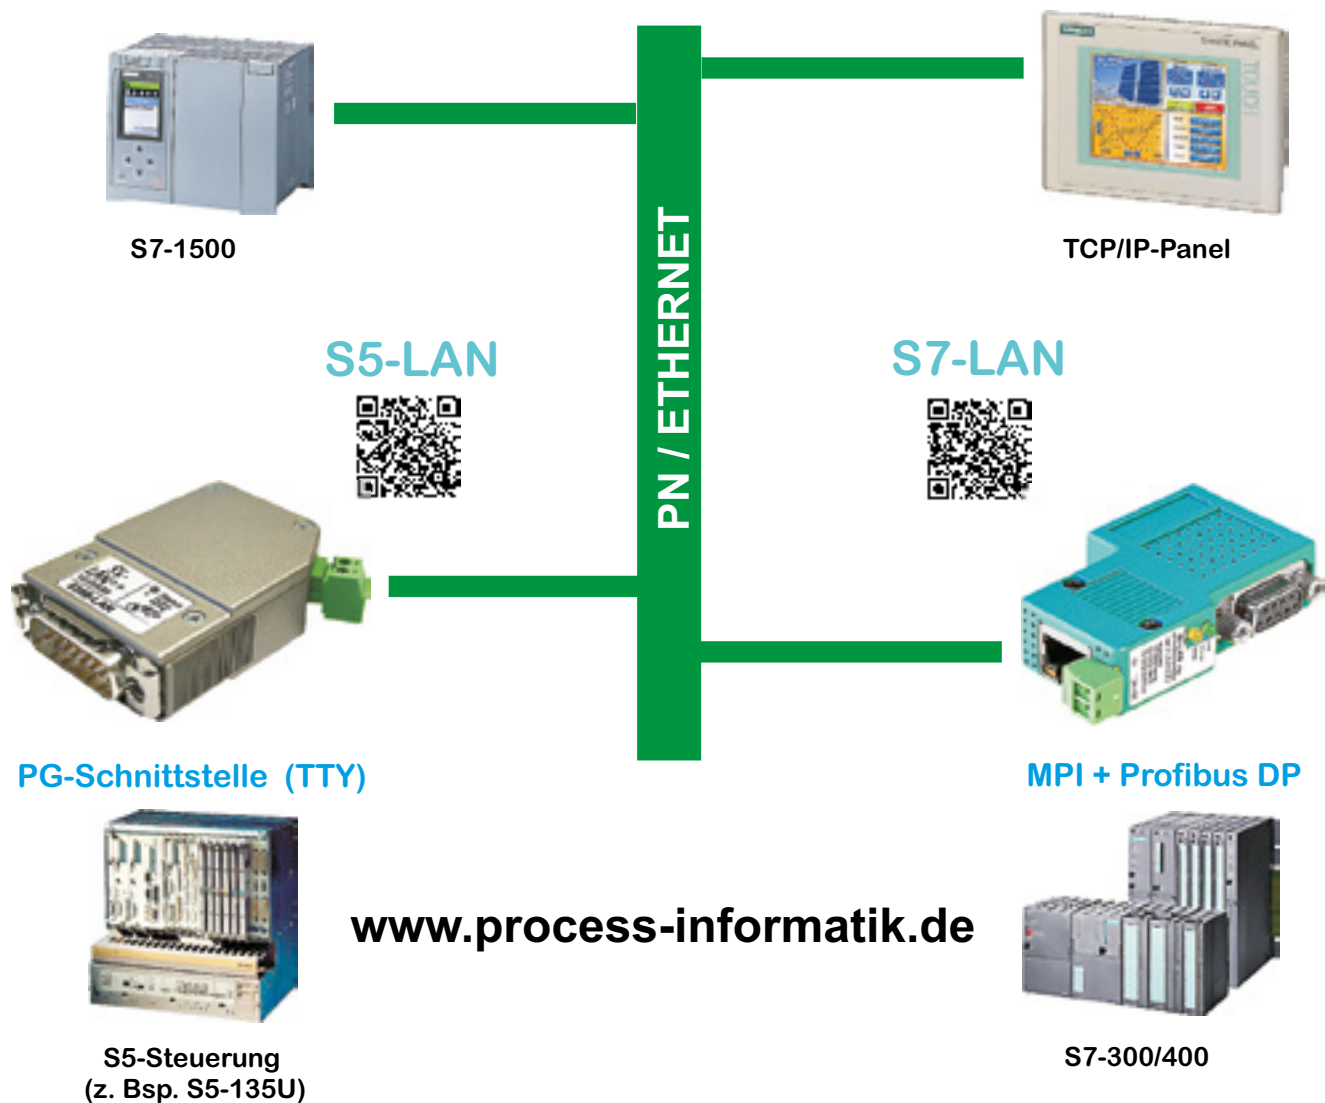 S7-1500
TCP/IP-Panel
PN / ETHERNET
S5-LAN
S7-LAN
PG-Schnittstelle (TTY)
MPI + Profibus DP
www.process-informatik.de
S5-Steuerung
(z. Bsp. S5-135U)
S7-300/400